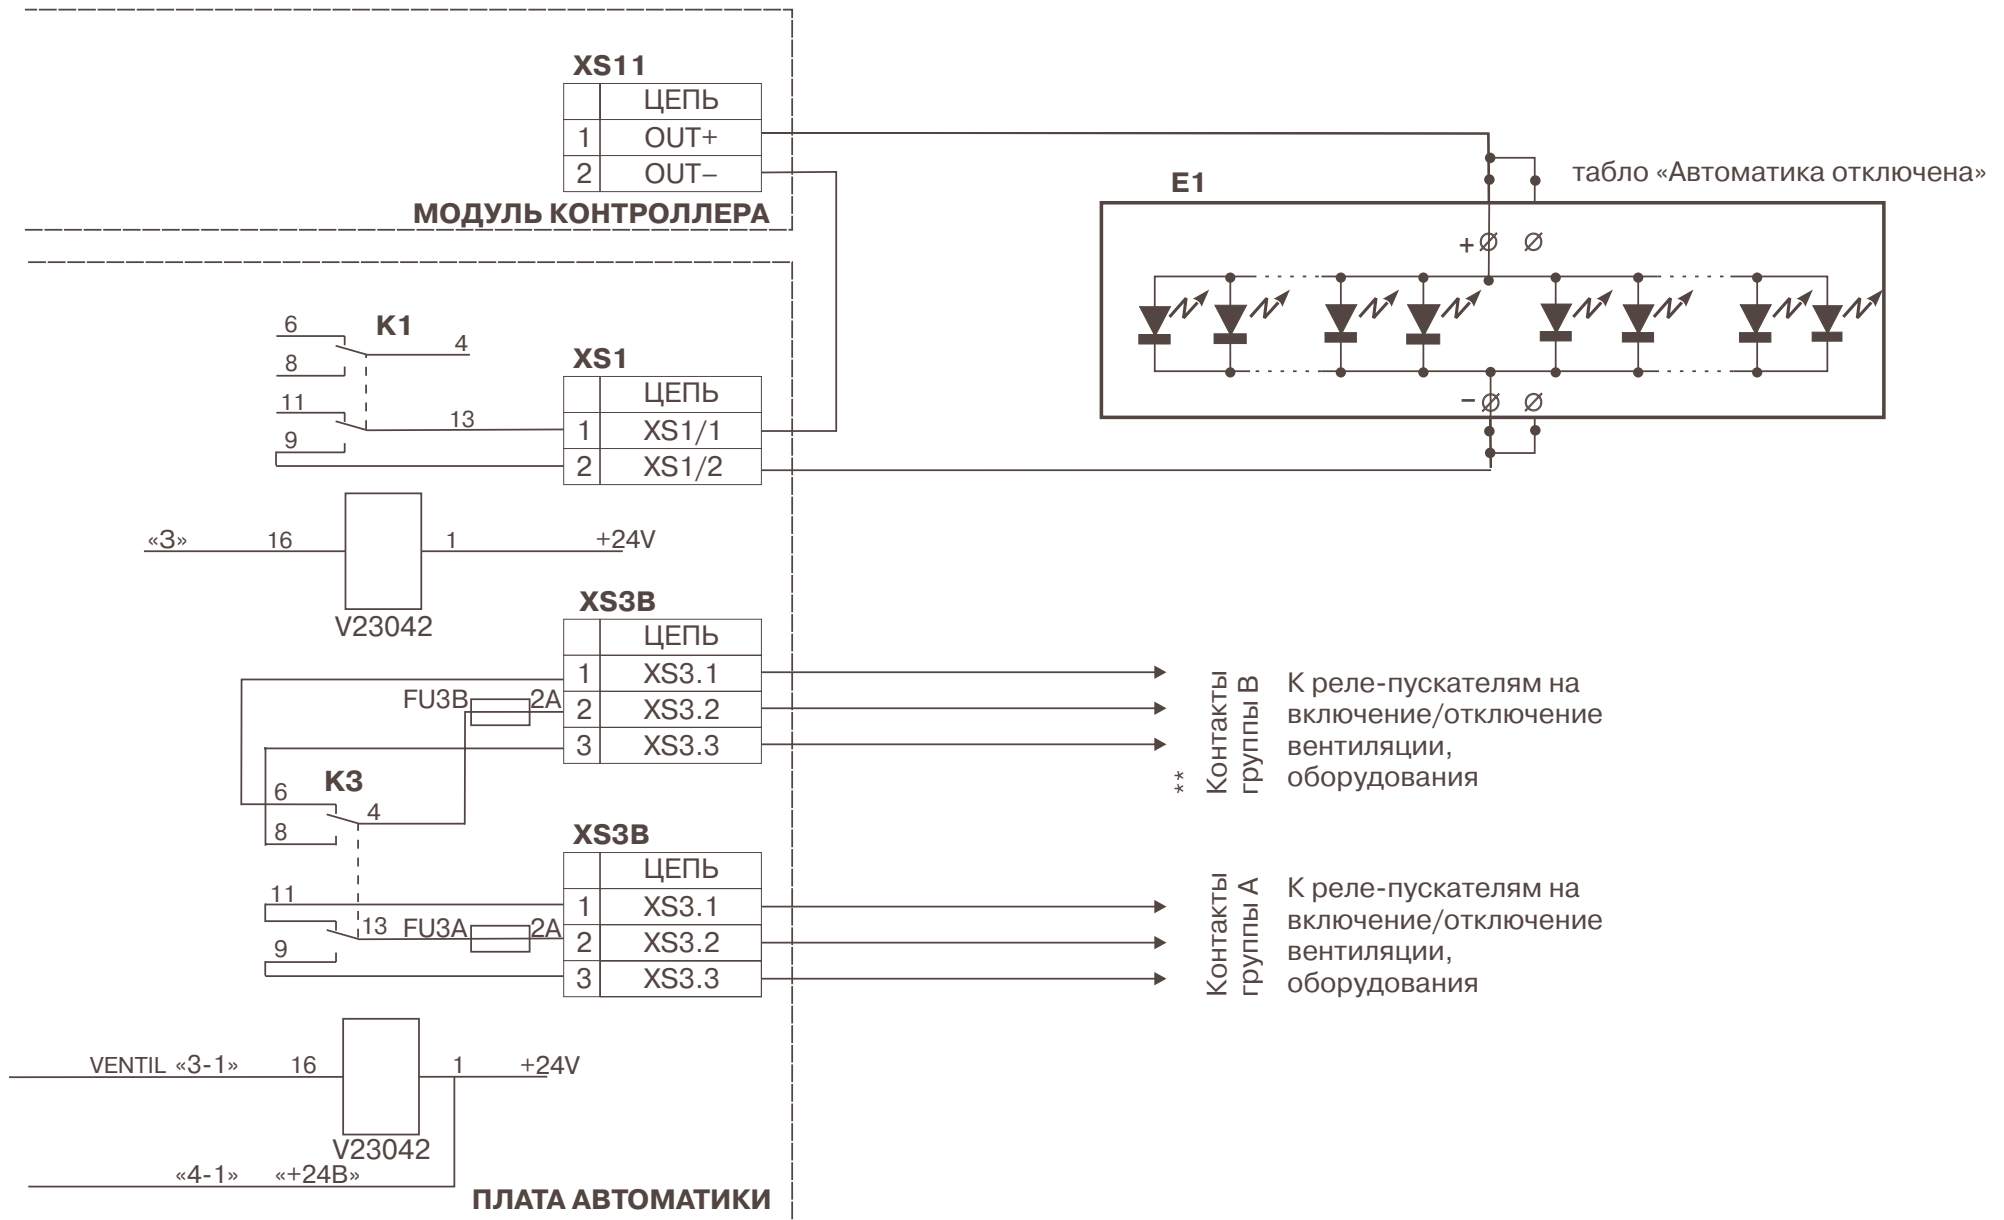 XS11
ЦЕПЬ
1 OUT+
2 OUT–
МОДУЛЬ КОНТРОЛЛЕРА
E1
табло «Автоматика отключена»
+
–
6
K1
4
8
11
13
9
XS1
ЦЕПЬ
1 XS1/1
2 XS1/2
«3» 16 1 +24V
V23042
XS3B
ЦЕПЬ
1 XS3.1
2 XS3.2
3 XS3.3
FU3B 2A
K3
6
4
8
**
Контакты
группы В
К реле-пускателям на
включение/отключение
вентиляции,
оборудования
XS3B
ЦЕПЬ
1 XS3.1
2 XS3.2
3 XS3.3
11
13 FU3A 2A
9
Контакты
группы А
К реле-пускателям на
включение/отключение
вентиляции,
оборудования
VENTIL «3-1» 16 1 +24V
V23042
«4-1» «+24В»
ПЛАТА АВТОМАТИКИ